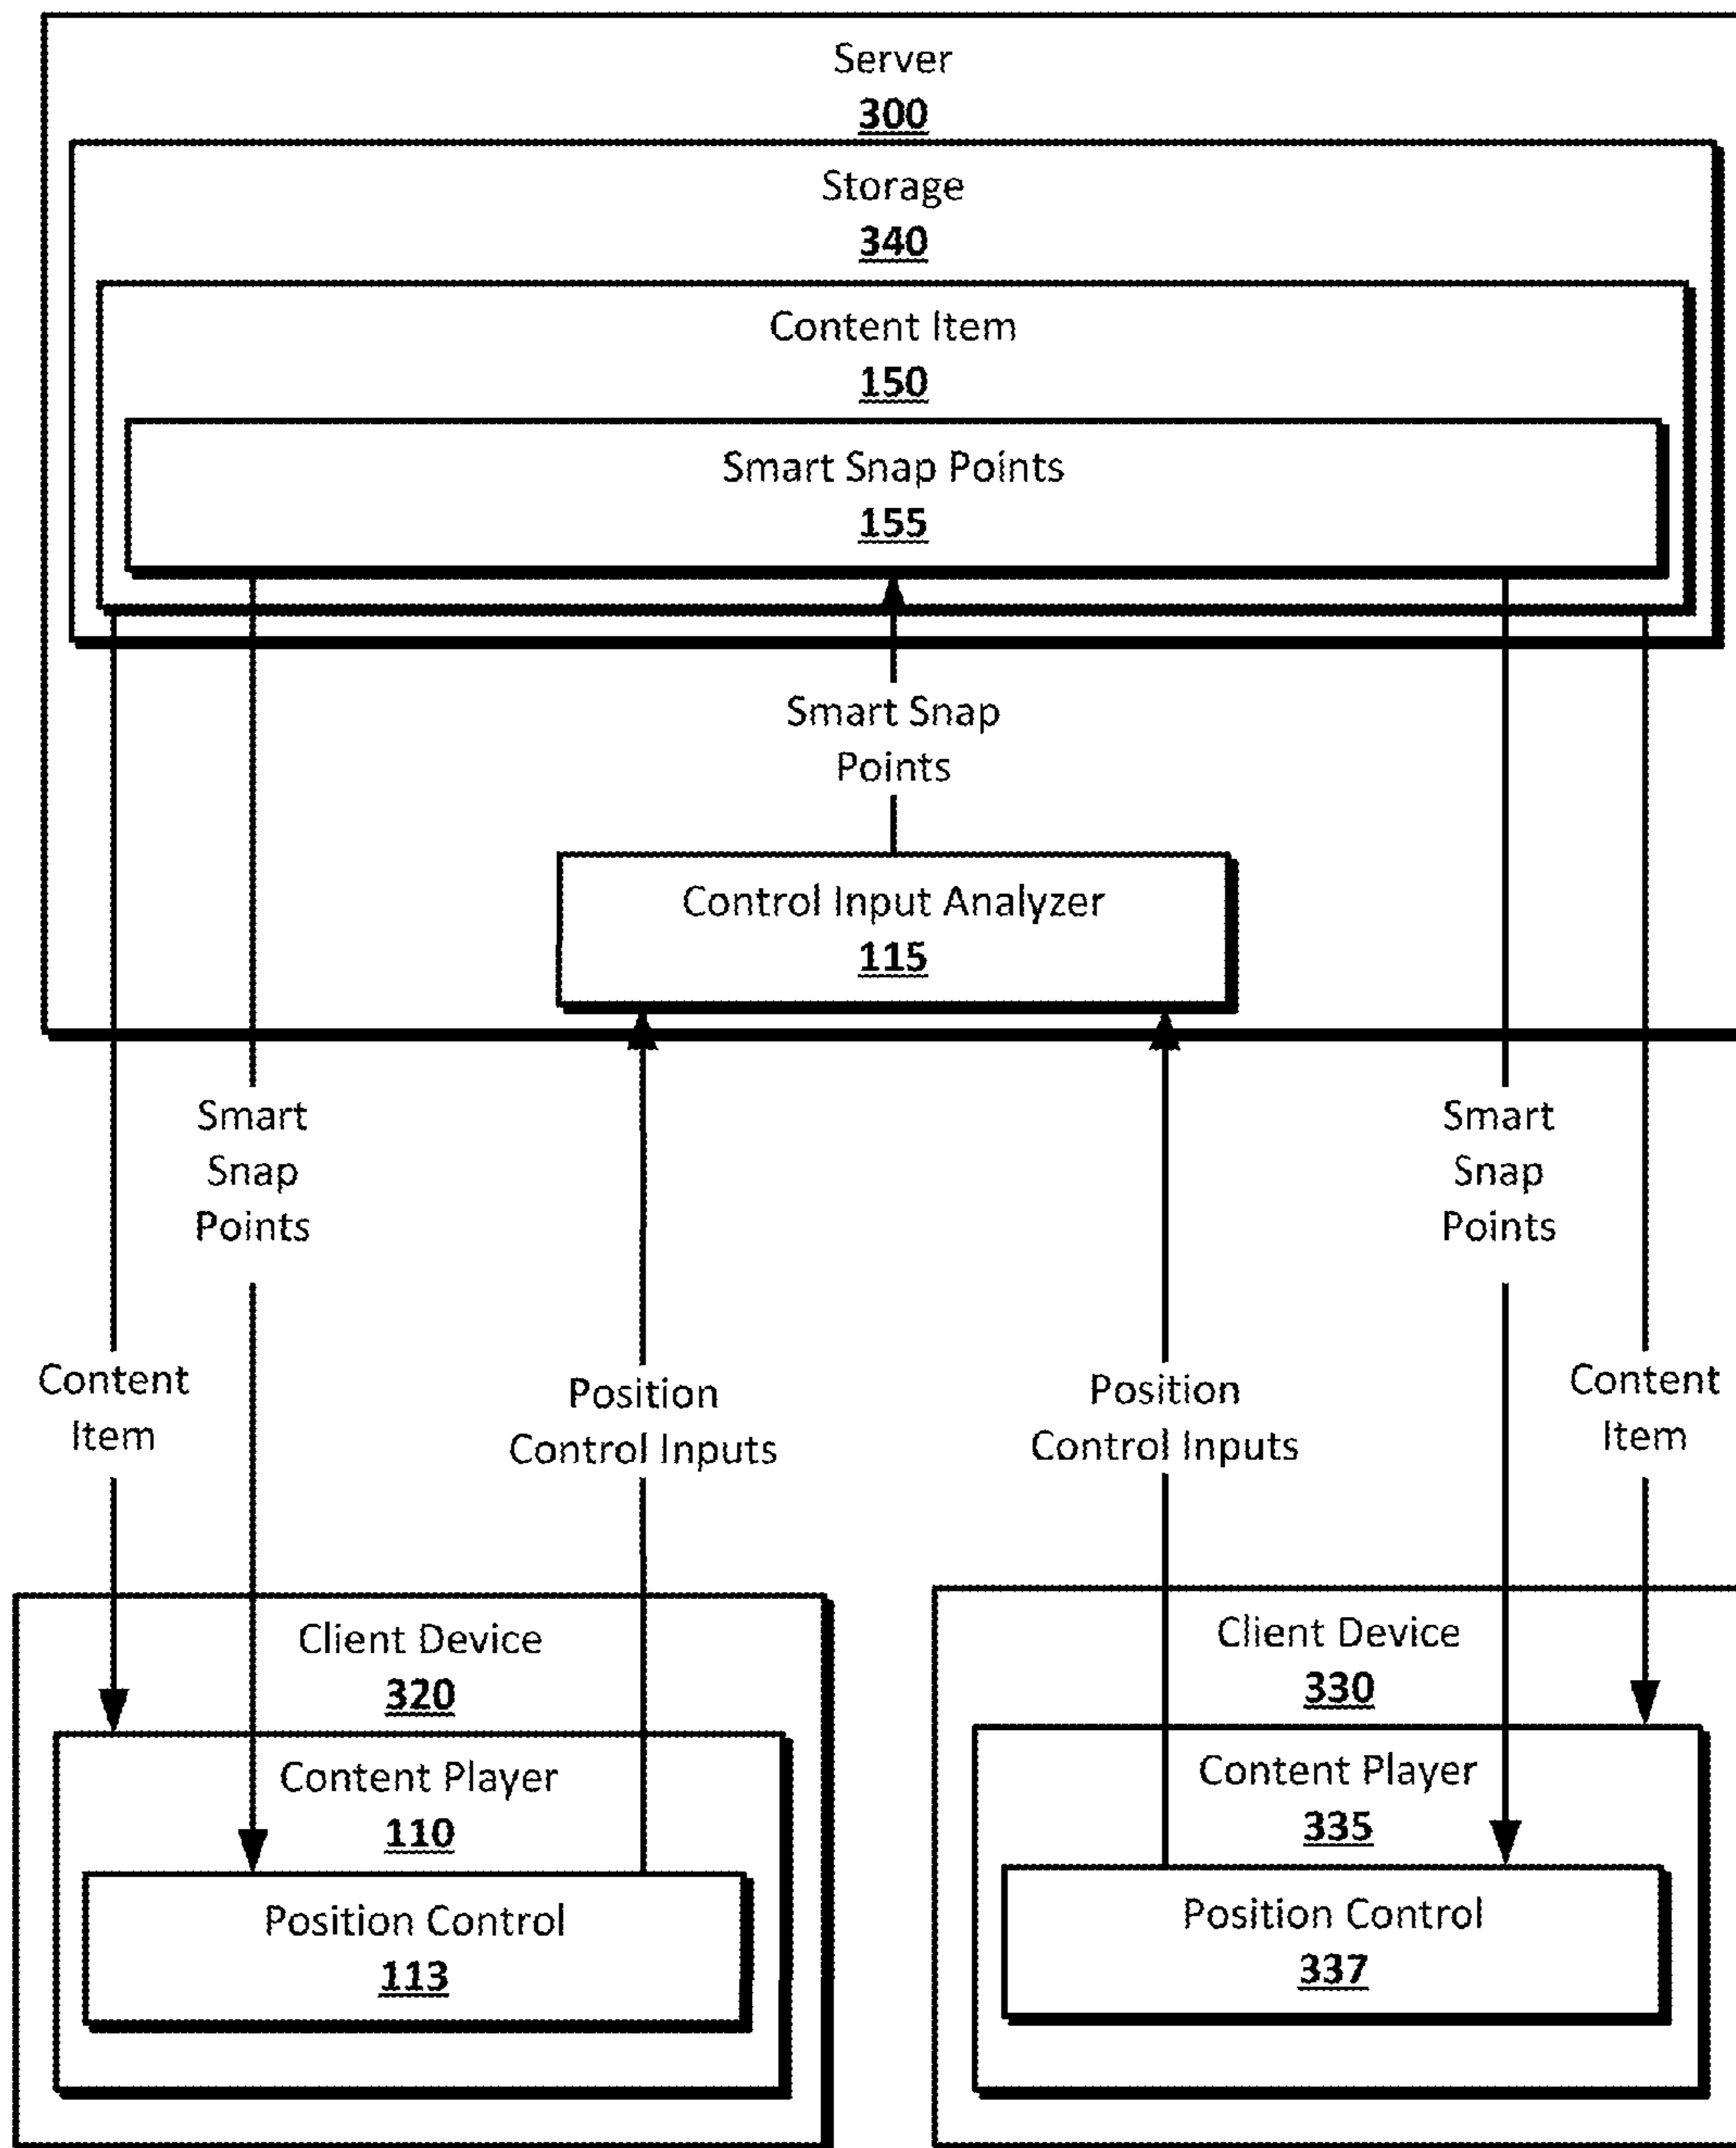 Server
300
Storage
340
Content Item
150
Smart Snap Points
155
Smart Snap
Points
Control Input Analyzer
115
Smart
Snap
Points
Smart
Snap
Points
Content
Item
Position
Control Inputs
Position
Control Inputs
Content
Item
Client Device
320
Content Player
110
Position Control
113
Client Device
330
Content Player
335
Position Control
337